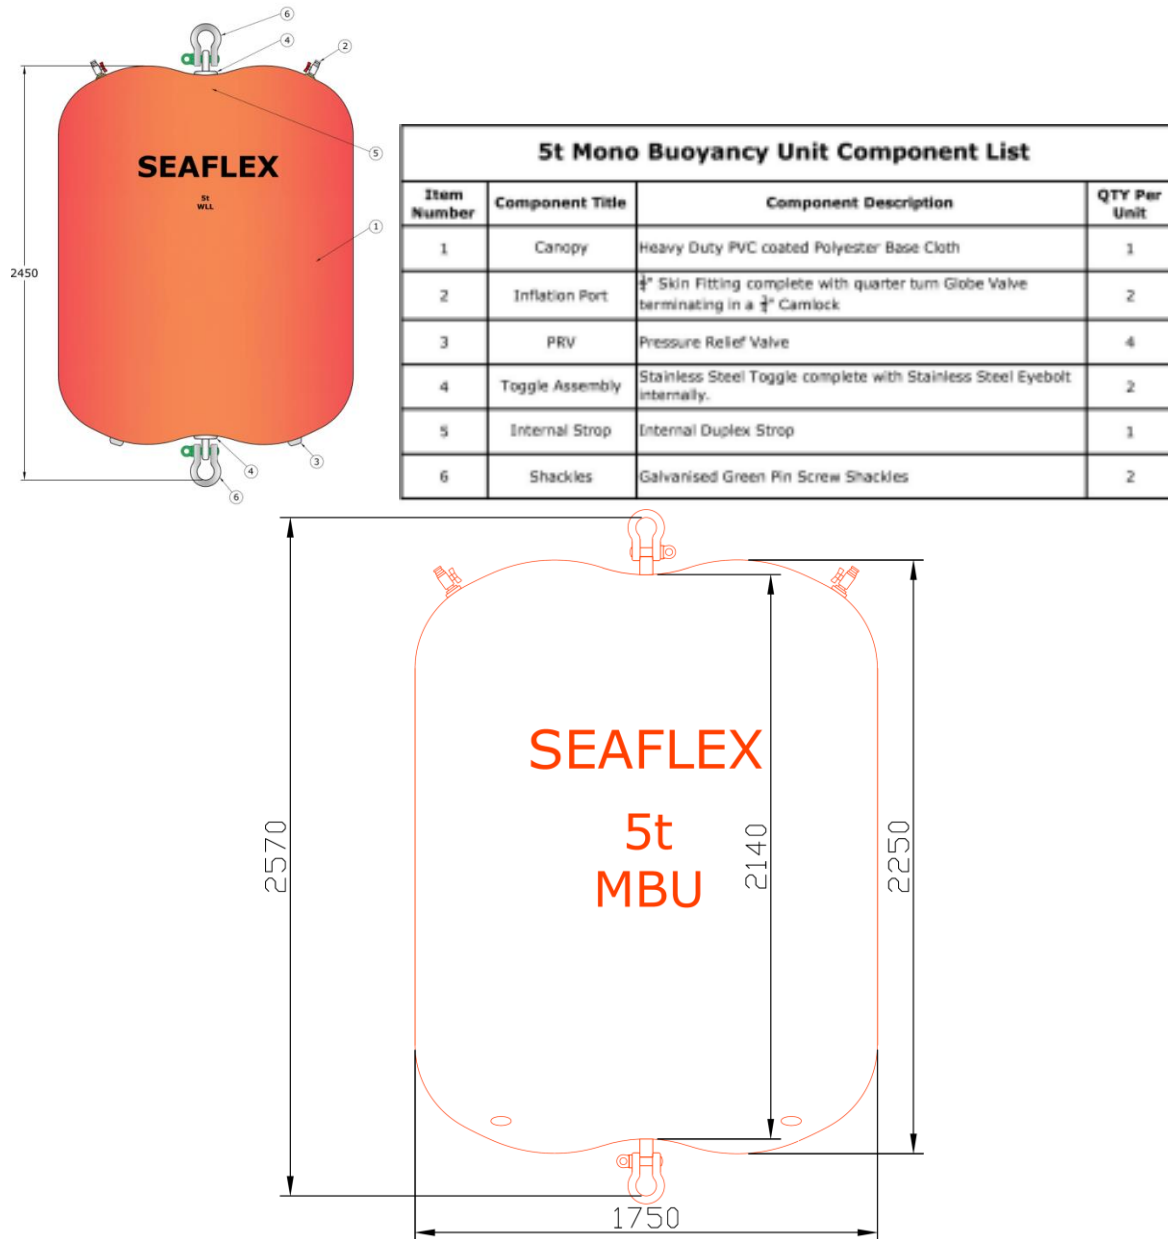 6
4
2
SEAFLEX
5t
WLL
5
1
2450
3
4
6
5t Mono Buoyancy Unit Component List
Item Number Component Title Component Description QTY Per Unit
1 Canopy Heavy Duty PVC coated Polyester Base Cloth 1
2 Inflation Port ¾" Skin Fitting complete with quarter turn Globe Valve
terminating in a ¾" Camlock 2
3 PRV Pressure Relief Valve 4
4 Toggle Assembly Stainless Steel Toggle complete with Stainless Steel Eyebolt
internally. 2
5 Internal Strop Internal Duplex Strop 1
6 Shackles Galvanised Green Pin Screw Shackles 2
SEAFLEX
5t
MBU
2570
2140
2250
1750